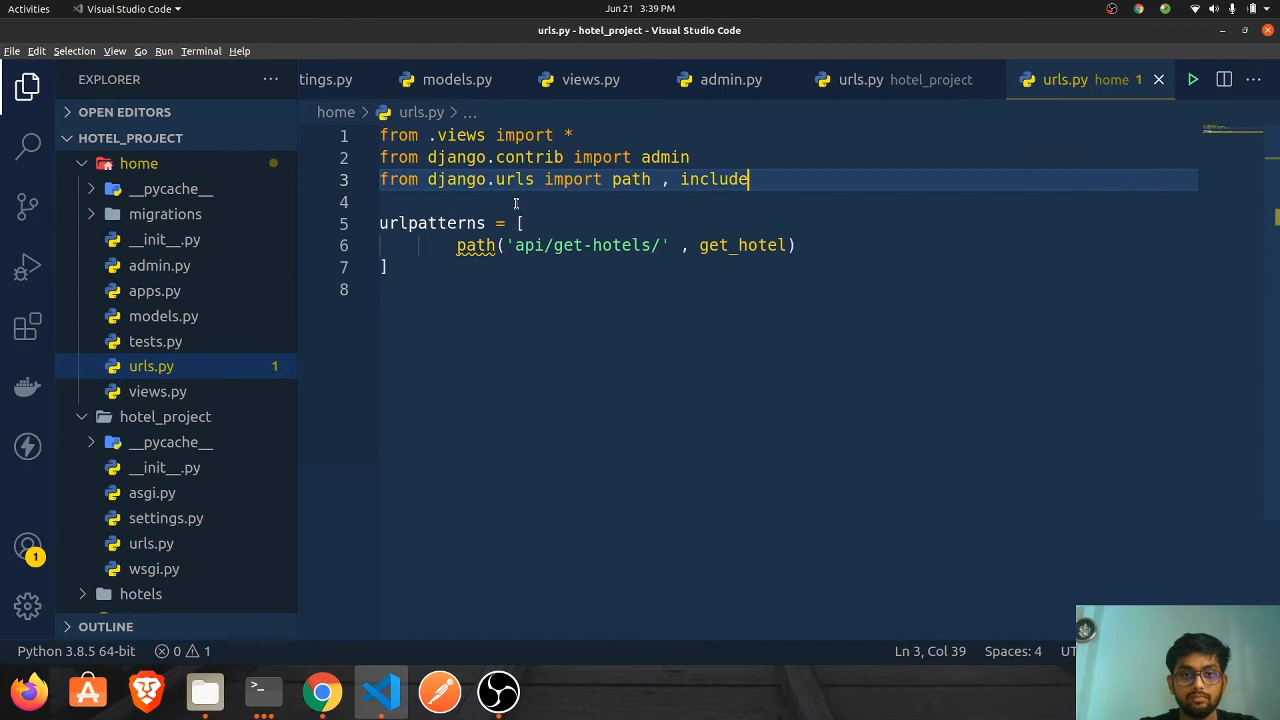 Activities
Visual Studio Code
Jun 21 3:39 PM
urls.py - hotel_project - Visual Studio Code
File Edit Selection View Go Run Terminal Help
EXPLORER
tings.py
models.py
views.py
admin.py
urls.py hotel_project
urls.py home 1
OPEN EDITORS
HOTEL_PROJECT
home
__pycache__
migrations
__init__.py
admin.py
apps.py
models.py
tests.py
urls.py 1
views.py
hotel_project
__pycache__
__init__.py
asgi.py
settings.py
urls.py
wsgi.py
hotels
OUTLINE
1
home > urls.py > ...
1 from .views import *
2 from django.contrib import admin
3 from django.urls import path , include
4
5 urlpatterns = [
6 path('api/get-hotels/' , get_hotel)
7 ]
8
Python 3.8.5 64-bit 0 1 Ln 3, Col 39 Spaces: 4